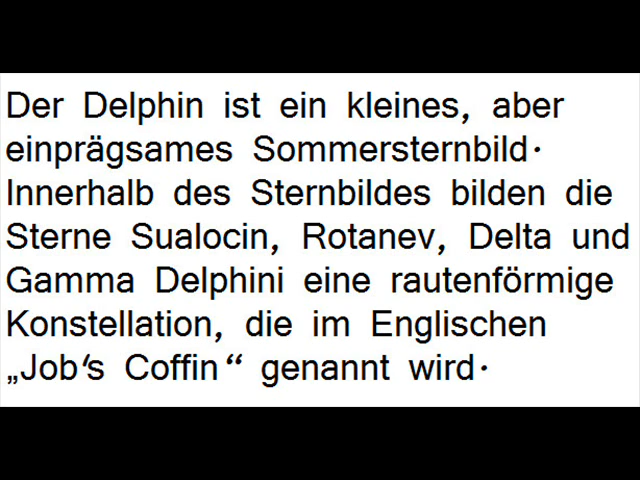 Der Delphin ist ein kleines, aber
einprägsames Sommersternbild·
Innerhalb des Sternbildes bilden die
Sterne Sualocin, Rotanev, Delta und
Gamma Delphini eine rautenförmige
Konstellation, die im Englischen
„Job‘s Coffin“ genannt wird·